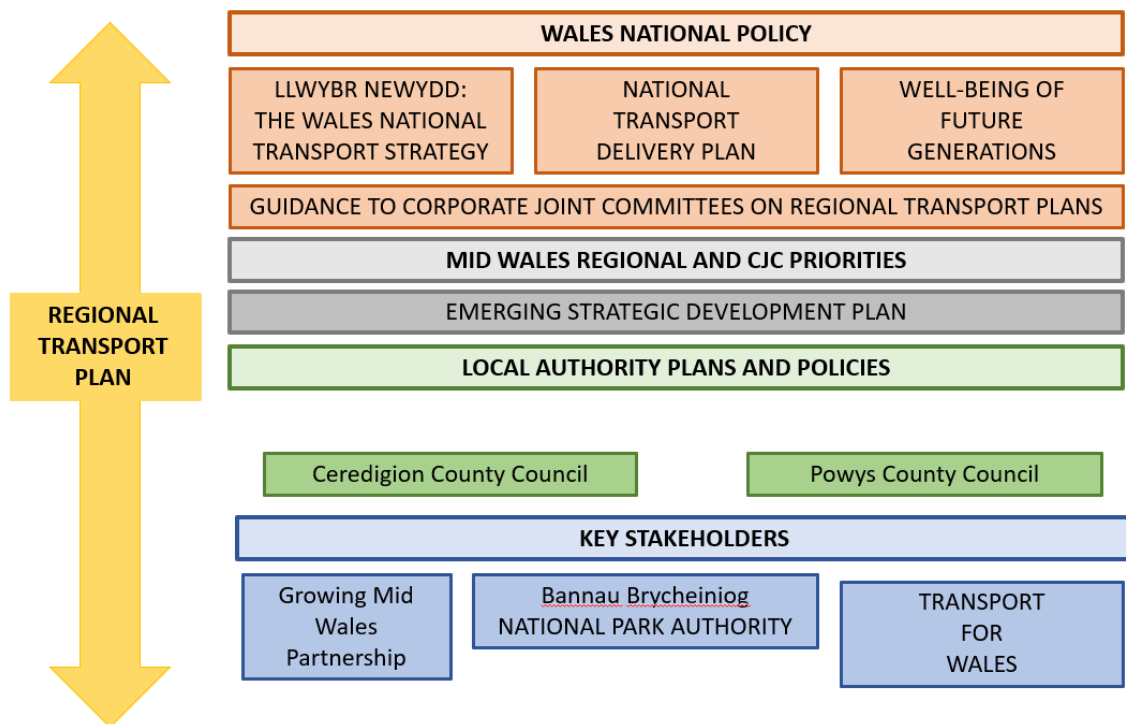 WALES NATIONAL POLICY
LLWYBR NEWYDD:
THE WALES NATIONAL
TRANSPORT STRATEGY
NATIONAL
TRANSPORT
DELIVERY PLAN
WELL-BEING OF
FUTURE
GENERATIONS
GUIDANCE TO CORPORATE JOINT COMMITTEES ON REGIONAL TRANSPORT PLANS
MID WALES REGIONAL AND CJC PRIORITIES
EMERGING STRATEGIC DEVELOPMENT PLAN
REGIONAL
TRANSPORT
PLAN
LOCAL AUTHORITY PLANS AND POLICIES
Ceredigion County Council
Powys County Council
KEY STAKEHOLDERS
Growing Mid
Wales
Partnership
Bannau Brycheiniog
NATIONAL PARK AUTHORITY
TRANSPORT
FOR
WALES